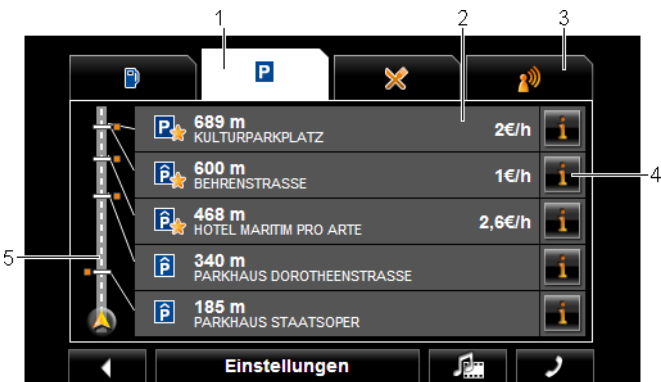 1
2
3
P
P 689 m 2€/h i
KULTURPARKPLATZ
P 600 m 1€/h i
BEHRENSTRASSE
4
P 468 m 2,6€/h i
HOTEL MARITIM PRO ARTE
5
P 340 m i
PARKHAUS DOROTHEENSTRASSE
P 185 m i
PARKHAUS STAATSOPER
Einstellungen